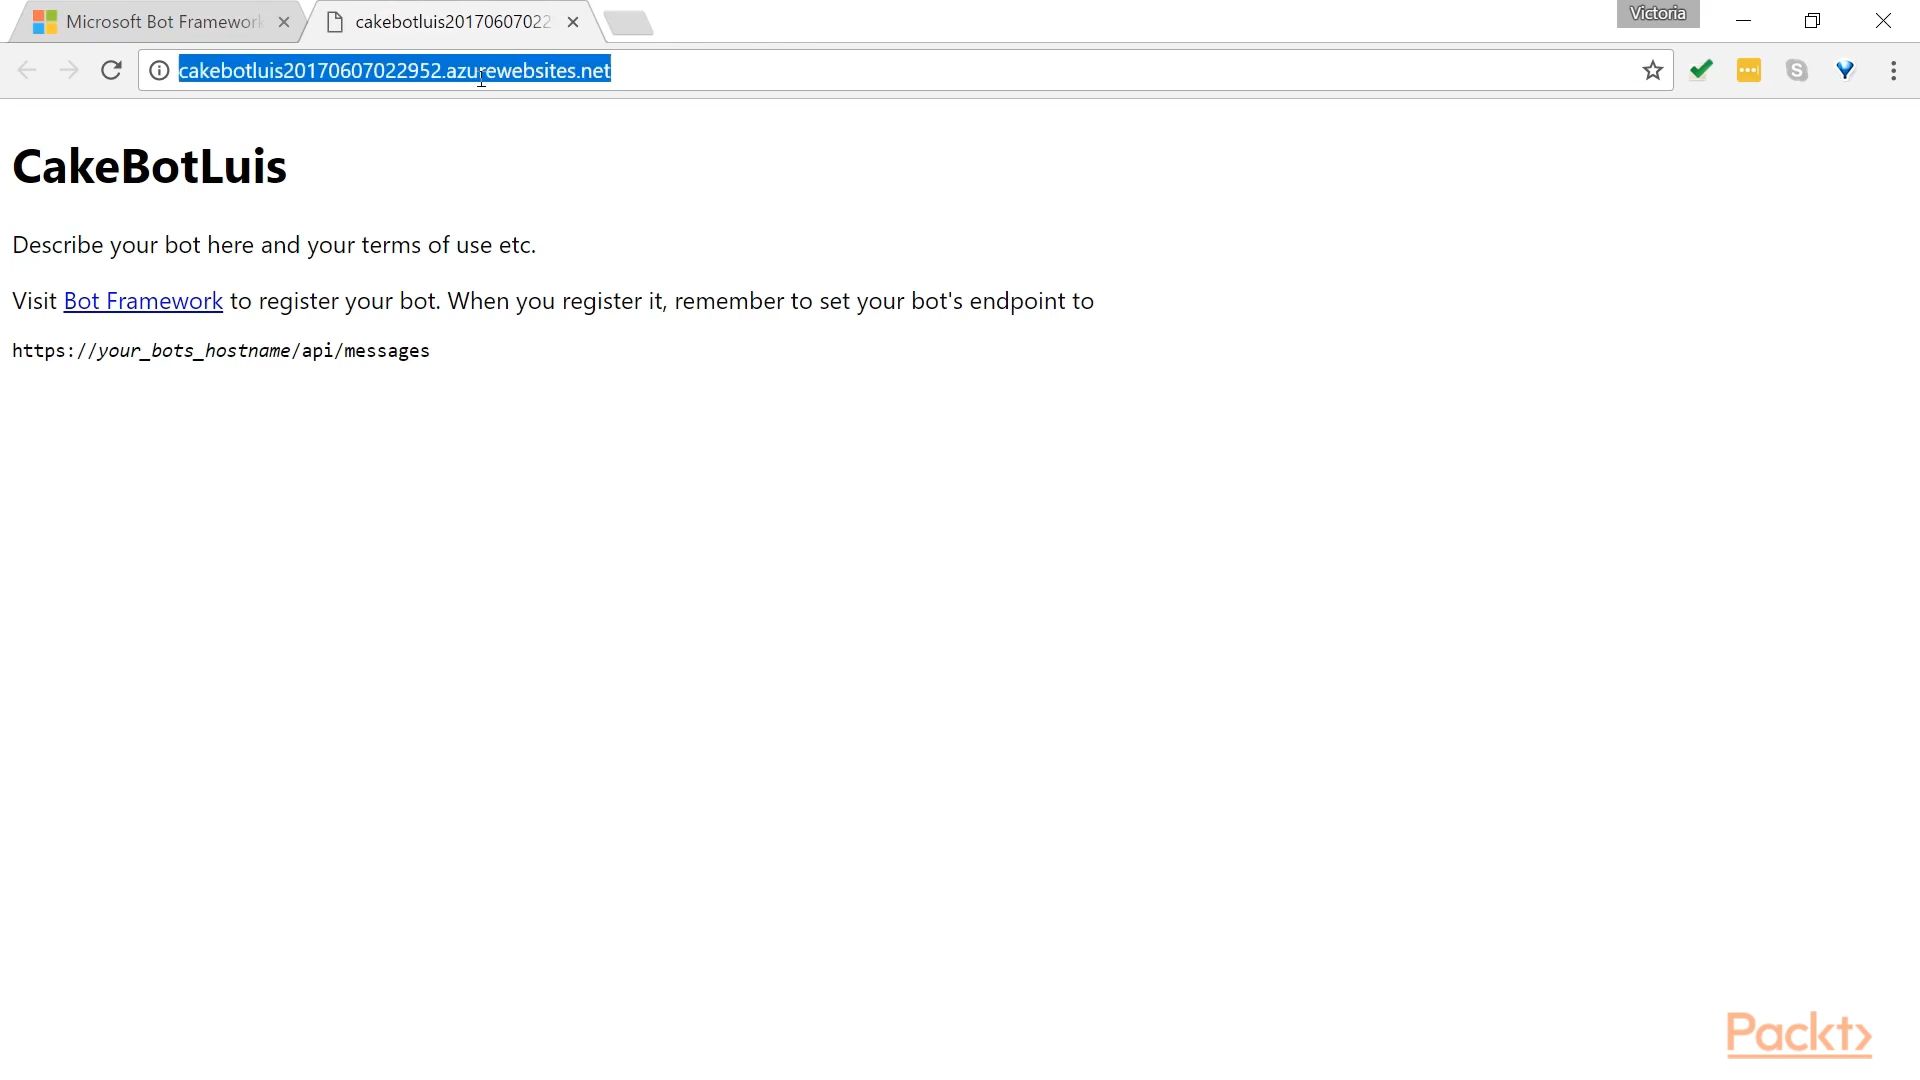 Microsoft Bot Framework
cakebotluis20170607022
Victoria
cakebotluis20170607022952.azurewebsites.net
CakeBotLuis
Describe your bot here and your terms of use etc.
Visit Bot Framework to register your bot. When you register it, remember to set your bot's endpoint to
https://your_bots_hostname/api/messages
Packt>